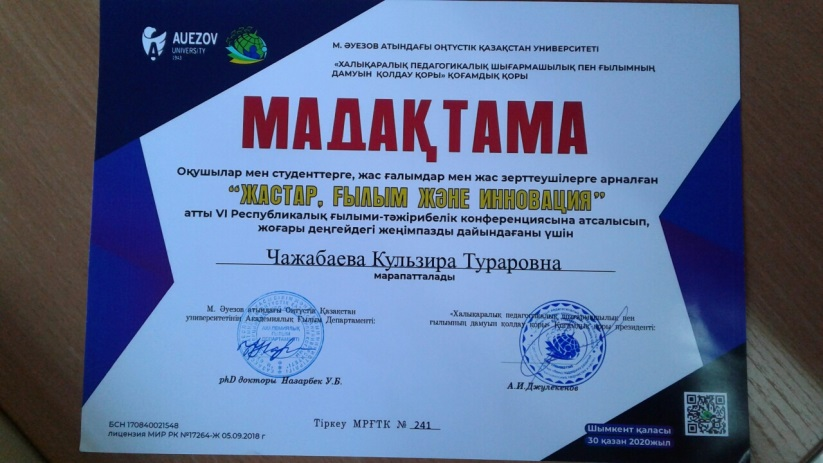 AUEZOV
UNIVERSITY
1943
М. ӘУЕЗОВ АТЫНДАҒЫ ОҢТҮСТІК ҚАЗАҚСТАН УНИВЕРСИТЕТІ
«ХАЛЫҚАРАЛЫҚ ПЕДАГОГИКАЛЫҚ ШЫҒАРМАШЫЛЫҚ ПЕН ҒЫЛЫМНЫҢ
ДАМУЫН ҚОЛДАУ ҚОРЫ» ҚОҒАМДЫҚ ҚОРЫ
МАДАҚТАМА
Оқушылар мен студенттерге, жас ғалымдар мен жас зерттеушілерге арналған
“ЖАСТАР, ҒЫЛЫМ ЖӘНЕ ИННОВАЦИЯ”
атты VI Республикалық ғылыми-тәжірибелік конференциясына атсалысып,
жоғары деңгейдегі жеңімпазды дайындағаны үшін
Чажабаева Кульзира Тураровна
марапатталады
М. Әуезов атындағы Оңтүстік Қазақстан
университетінің Академиялық Ғылым Департаменті:
phD докторы Назарбек У.Б.
«Халықаралық педагогикалық шығармашылық пен
ғылымның дамуын қолдау қоры» Қоғамдық қоры президенті:
А.И.Джулекенов
БСН 170840021548
лицензия МИР РК №17264-Ж 05.09.2018 г
Тіркеу МРҒТК № 241
Шымкент қаласы
30 қазан 2020жыл